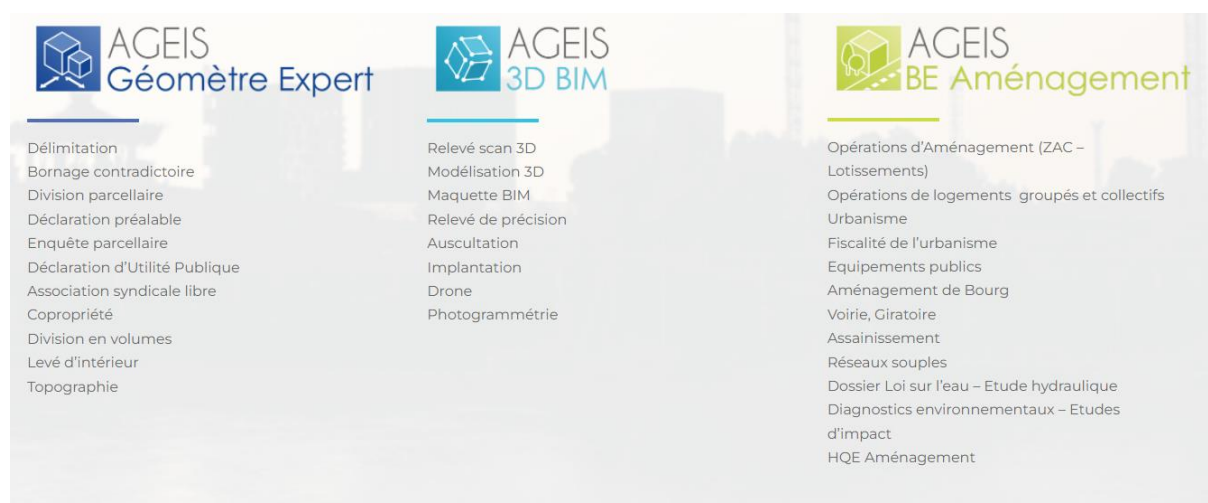 AGEIS
Géomètre Expert
Délimitation
Bornage contradictoire
Division parcellaire
Déclaration préalable
Enquête parcellaire
Déclaration d'Utilité Publique
Association syndicale libre
Copropriété
Division en volumes
Levé d'intérieur
Topographie
AGEIS
3D BIM
Relevé scan 3D
Modélisation 3D
Maquette BIM
Relevé de précision
Auscultation
Implantation
Drone
Photogrammétrie
AGEIS
BE Aménagement
Opérations d'Aménagement (ZAC –
Lotissements)
Opérations de logements groupés et collectifs
Urbanisme
Fiscalité de l'urbanisme
Equipements publics
Aménagement de Bourg
Voirie, Giratoire
Assainissement
Réseaux souples
Dossier Loi sur l'eau – Etude hydraulique
Diagnostics environnementaux – Etudes
d'impact
HQE Aménagement